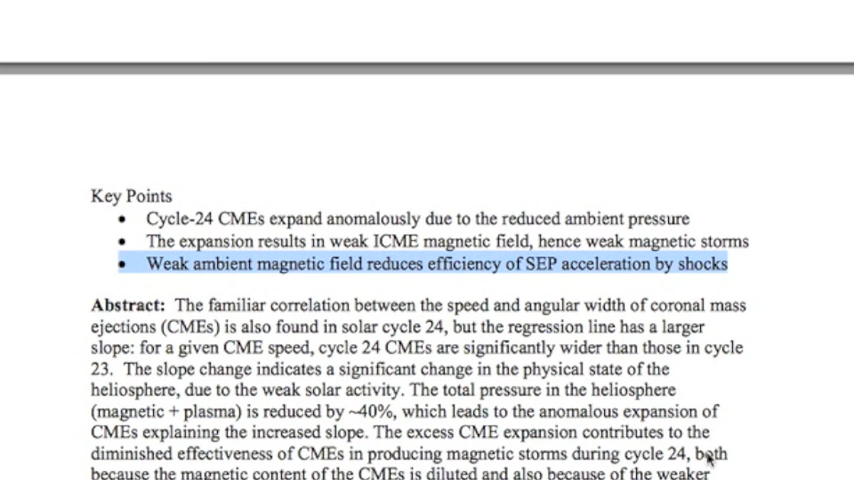 Key Points
• Cycle-24 CMEs expand anomalously due to the reduced ambient pressure
• The expansion results in weak ICME magnetic field, hence weak magnetic storms
• Weak ambient magnetic field reduces efficiency of SEP acceleration by shocks
Abstract: The familiar correlation between the speed and angular width of coronal mass
ejections (CMEs) is also found in solar cycle 24, but the regression line has a larger
slope: for a given CME speed, cycle 24 CMEs are significantly wider than those in cycle
23. The slope change indicates a significant change in the physical state of the
heliosphere, due to the weak solar activity. The total pressure in the heliosphere
(magnetic + plasma) is reduced by ~40%, which leads to the anomalous expansion of
CMEs explaining the increased slope. The excess CME expansion contributes to the
diminished effectiveness of CMEs in producing magnetic storms during cycle 24, both
because the magnetic content of the CMEs is diluted and also because of the weaker